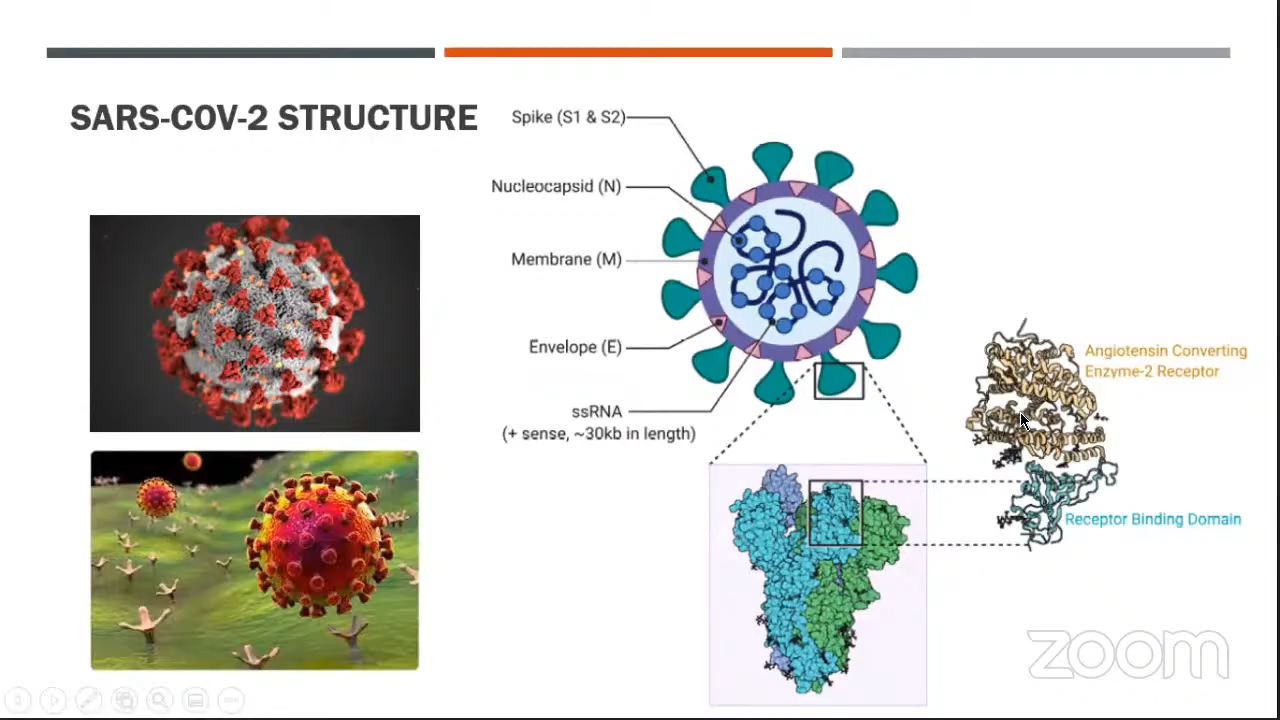 SARS-COV-2 STRUCTURE
Spike (S1 & S2)
Nucleocapsid (N)
Membrane (M)
Envelope (E)
ssRNA
(+ sense, ~30kb in length)
Angiotensin Converting
Enzyme-2 Receptor
Receptor Binding Domain
zoom